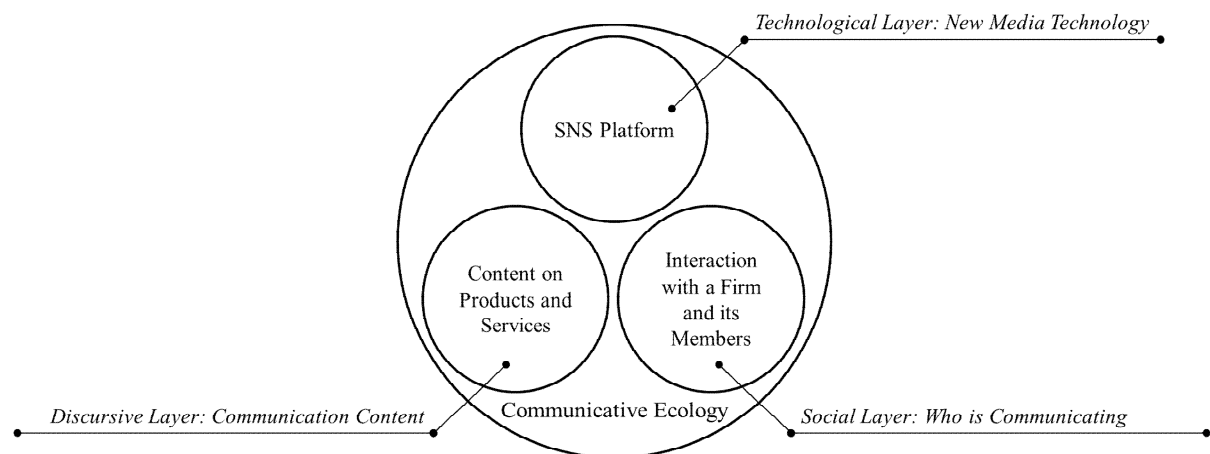 Technological Layer: New Media Technology
SNS Platform
Content on
Products and
Services
Interaction
with a Firm
and its
Members
Communicative Ecology
Discursive Layer: Communication Content
Social Layer: Who is Communicating